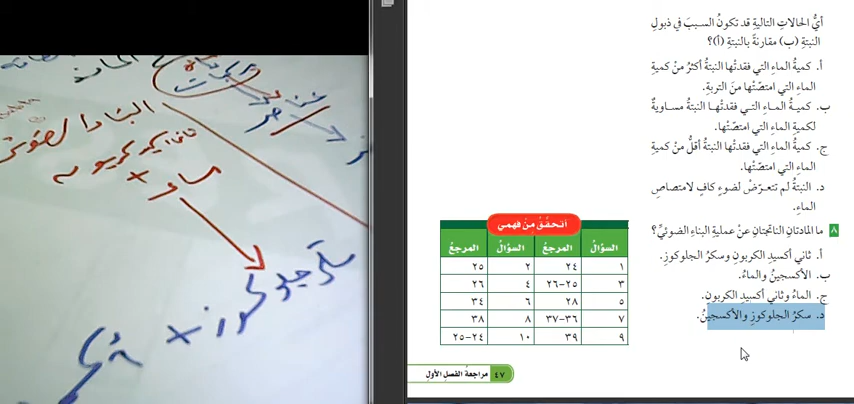 أيُّ الحالاتِ التاليةِ قد تكونُ السببَ في ذبولِ
النبتةِ (ب) مقارنةً بالنبتةِ (أ)؟
أ. كميةُ الماءِ التي فقدتْها النبتةُ أكثرُ منْ كميةِ
الماءِ التي امتصّتْها منَ التربةِ.
ب. كميةُ الماءِ التي فقدتْها النبتةُ مساويةٌ
لكميةِ الماءِ التي امتصّتْها.
ج. كميةُ الماءِ التي فقدتْها النبتةُ أقلُّ منْ كميةِ
الماءِ التي امتصّتْها.
د. النبتةُ لم تتعرّضْ لضوءٍ كافٍ لامتصاصِ
الماءِ.
٨ ما المادتانِ الناتجتانِ عنْ عمليةِ البناءِ الضوئيِّ؟
أ. ثاني أكسيدِ الكربونِ وسكرُ الجلوكوزِ.
ب. الأكسجينُ والماءُ.
ج. الماءُ وثاني أكسيدِ الكربونِ.
د. سكرُ الجلوكوزِ والأكسجينُ.
أتحقّقُ منْ فهمي
السؤالُ المرجعُ السؤالُ المرجعُ
١ ٢٤ ٢ ٢٥
٣ ٢٥-٢٦ ٤ ٢٦
٥ ٢٨ ٦ ٣٤
٧ ٣٦-٣٧ ٨ ٣٨
٩ ٣٩ ١٠ ٢٤-٢٥
٤٧ مراجعةُ الفصلِ الأولِ
عناصر
البناء الضوئي
ثاني أكسيد كربون
+
ماء
سكر جلوكوز +